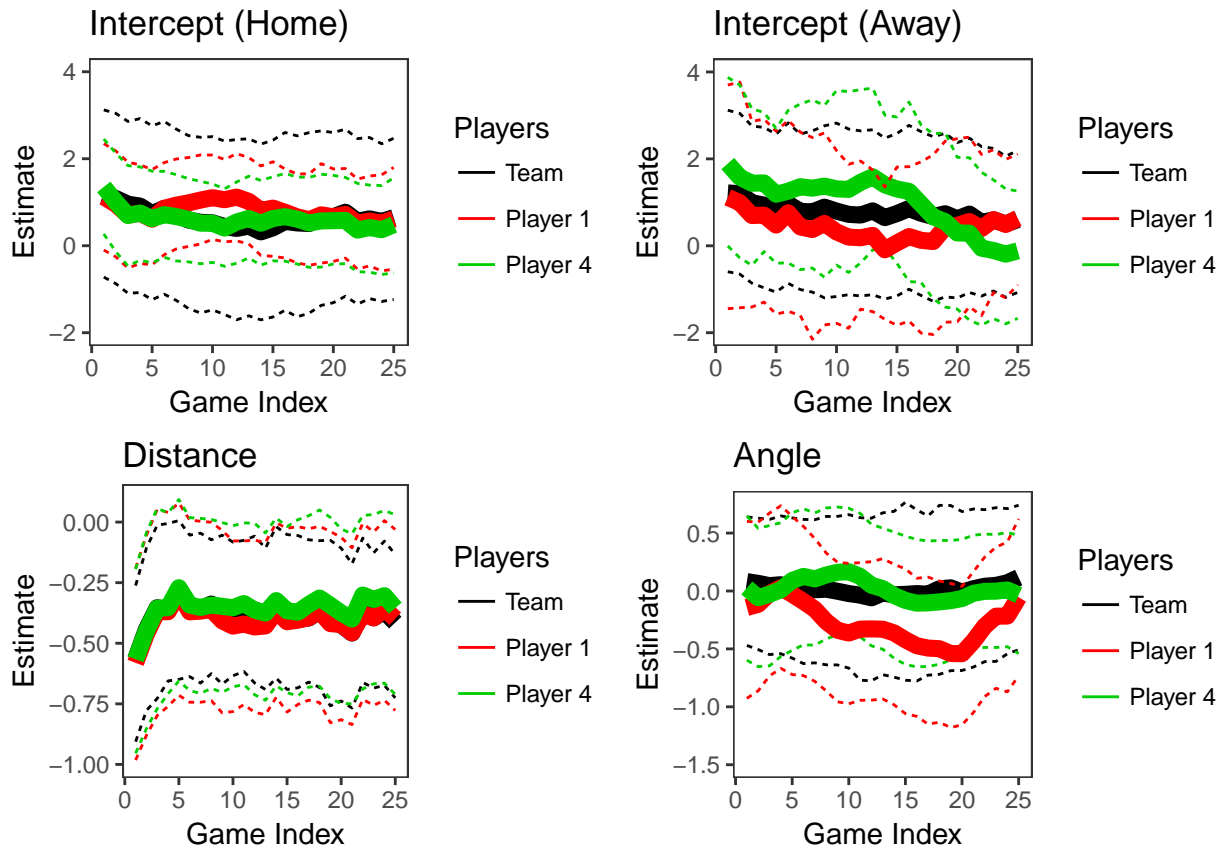 Intercept (Home)
4
2
0
−2
Estimate
0 5 10 15 20 25
Game Index
Players
Team
Player 1
Player 4
Intercept (Away)
4
2
0
−2
Estimate
0 5 10 15 20 25
Game Index
Players
Team
Player 1
Player 4
Distance
0.00
−0.25
−0.50
−0.75
−1.00
Estimate
0 5 10 15 20 25
Game Index
Players
Team
Player 1
Player 4
Angle
0.5
0.0
−0.5
−1.0
−1.5
Estimate
0 5 10 15 20 25
Game Index
Players
Team
Player 1
Player 4